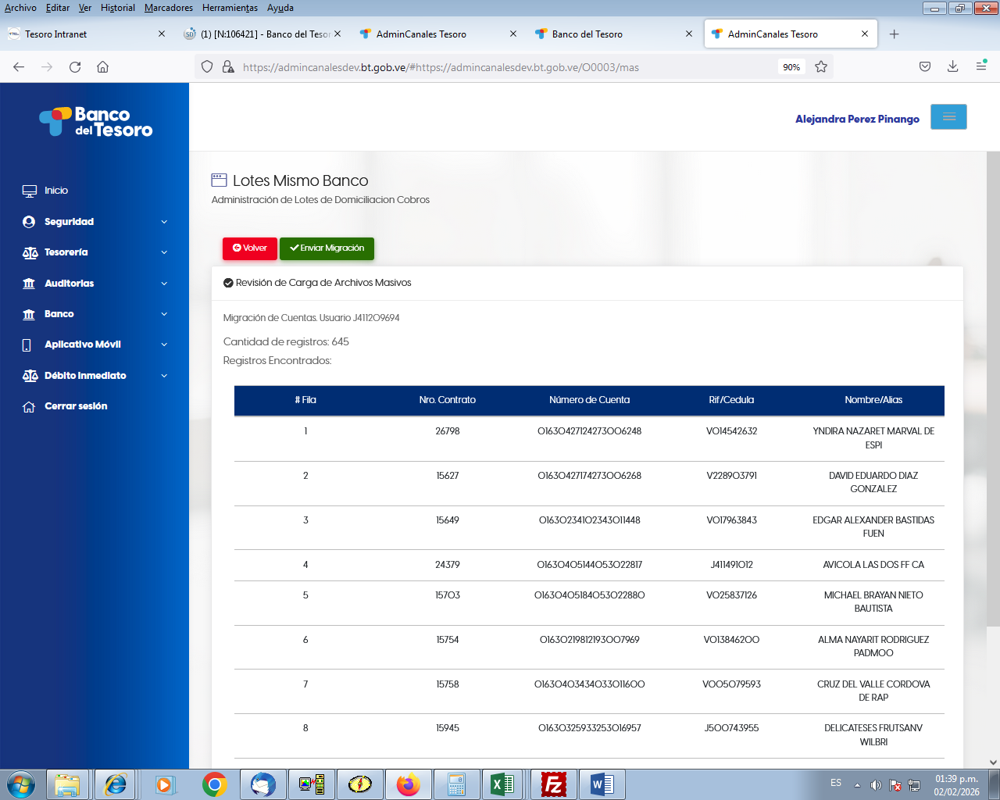 Archivo Editar Ver Historial Marcadores Herramientas Ayuda
Tesoro Intranet
(1) [N:106421] - Banco del Tesor
AdminCanales Tesoro
Banco del Tesoro
AdminCanales Tesoro
https://admincanalesdev.bt.gob.ve/#https://admincanalesdev.bt.gob.ve/O0003/mas
90%
Banco
del Tesoro
Alejandra Perez Pinango
Inicio
Seguridad
Tesorería
Auditorias
Banco
Aplicativo Móvil
Débito Inmediato
Cerrar sesión
Lotes Mismo Banco
Administración de Lotes de Domiciliacion Cobros
Volver
Enviar Migración
Revisión de Carga de Archivos Masivos
Migración de Cuentas. Usuario J411209694
Cantidad de registros: 645
Registros Encontrados:
# Fila Nro. Contrato Número de Cuenta Rif/Cedula Nombre/Alias
1 26798 01630427124273006248 V014542632 YNDIRA NAZARET MARVAL DE
ESPI
2 15627 01630427174273006268 V228903791 DAVID EDUARDO DIAZ
GONZALEZ
3 15649 01630234102343011448 V017963843 EDGAR ALEXANDER BASTIDAS
FUEN
4 24379 01630405144053022817 J411491012 AVICOLA LAS DOS FF CA
5 15703 01630405184053022880 V025837126 MICHAEL BRAYAN NIETO
BAUTISTA
6 15754 01630219812193007969 V013846200 ALMA NAYARIT RODRIGUEZ
PADMOO
7 15758 01630403434033011600 V005079593 CRUZ DEL VALLE CORDOVA
DE RAP
8 15945 01630325933253016957 J500743955 DELICATESES FRUTSANV
WILBRI
ES
01:39 p.m.
02/02/2026